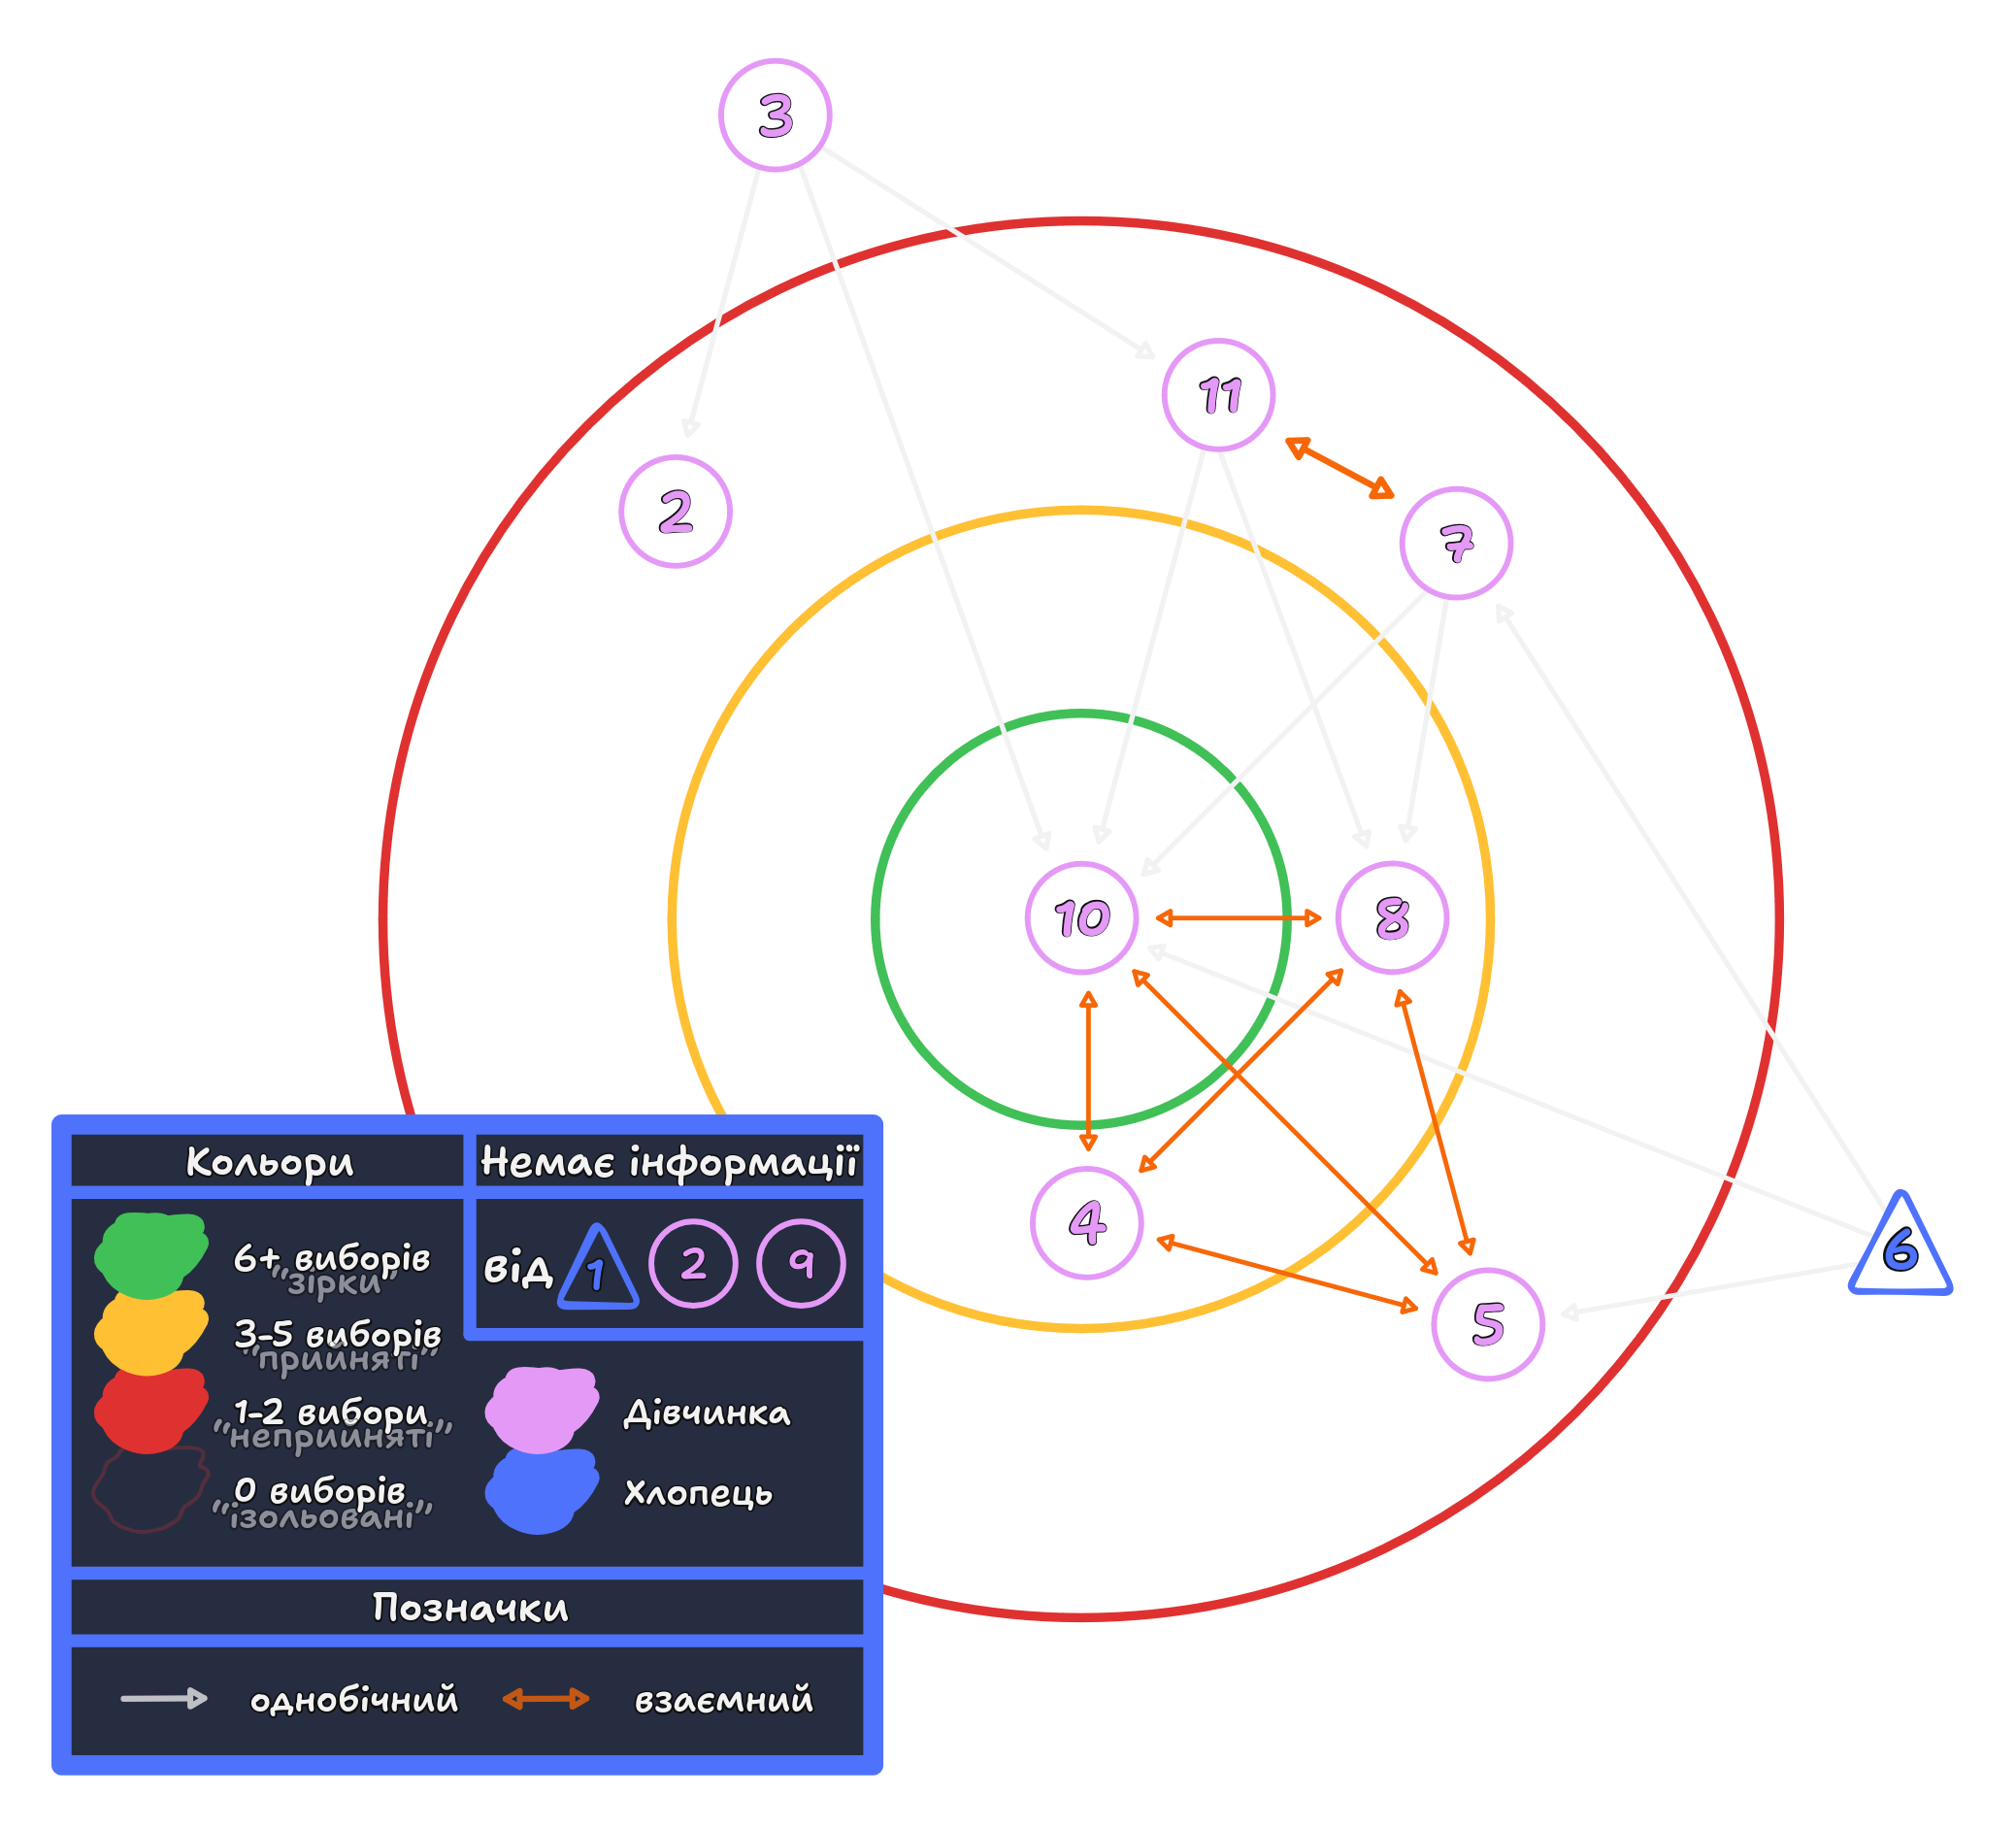 3
11
2
7
10
8
4
5
6
Кольори
Немає інформації
6+ виборів
"зірки"
3-5 виборів
"прийняті"
1-2 вибори
"неприйняті"
0 виборів
"ізольовані"
від 1 2 9
Дівчинка
Хлопець
Позначки
однобічний
взаємний